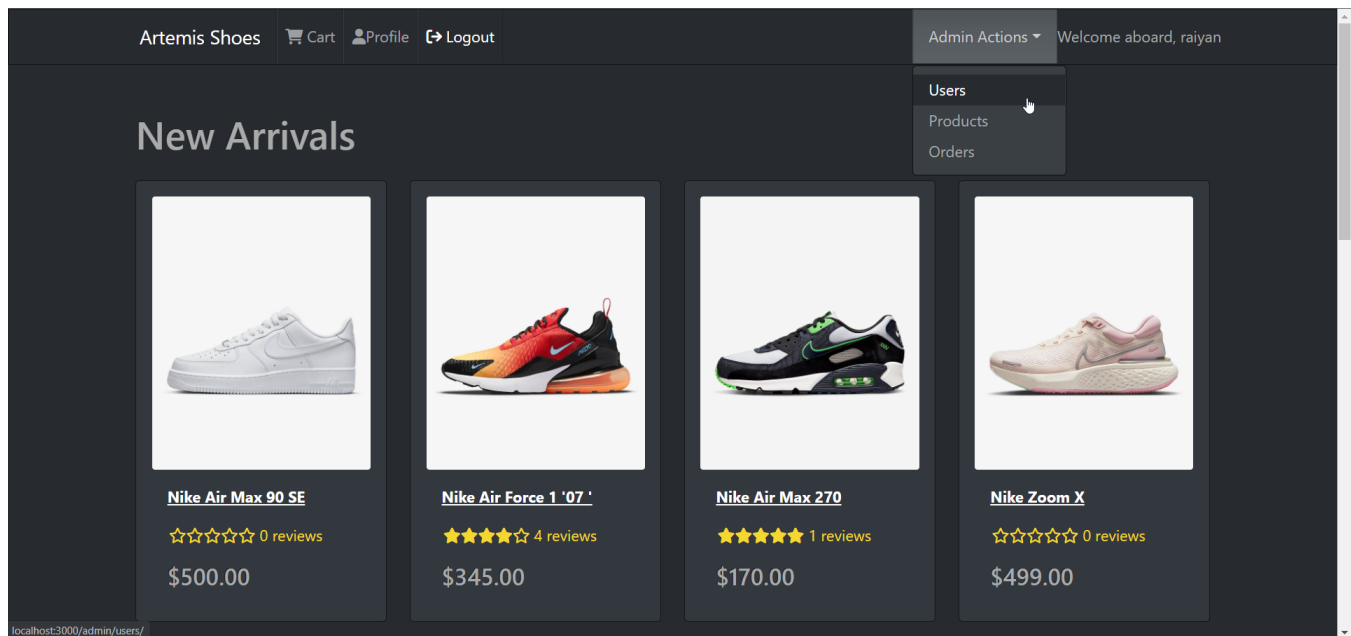 Artemis Shoes Cart Profile Logout Admin Actions Welcome aboard, raiyan
Users
Products
Orders
New Arrivals
Nike Air Max 90 SE
0 reviews
$500.00
Nike Air Force 1 '07 '
4 reviews
$345.00
Nike Air Max 270
1 reviews
$170.00
Nike Zoom X
0 reviews
$499.00
localhost:3000/admin/users/